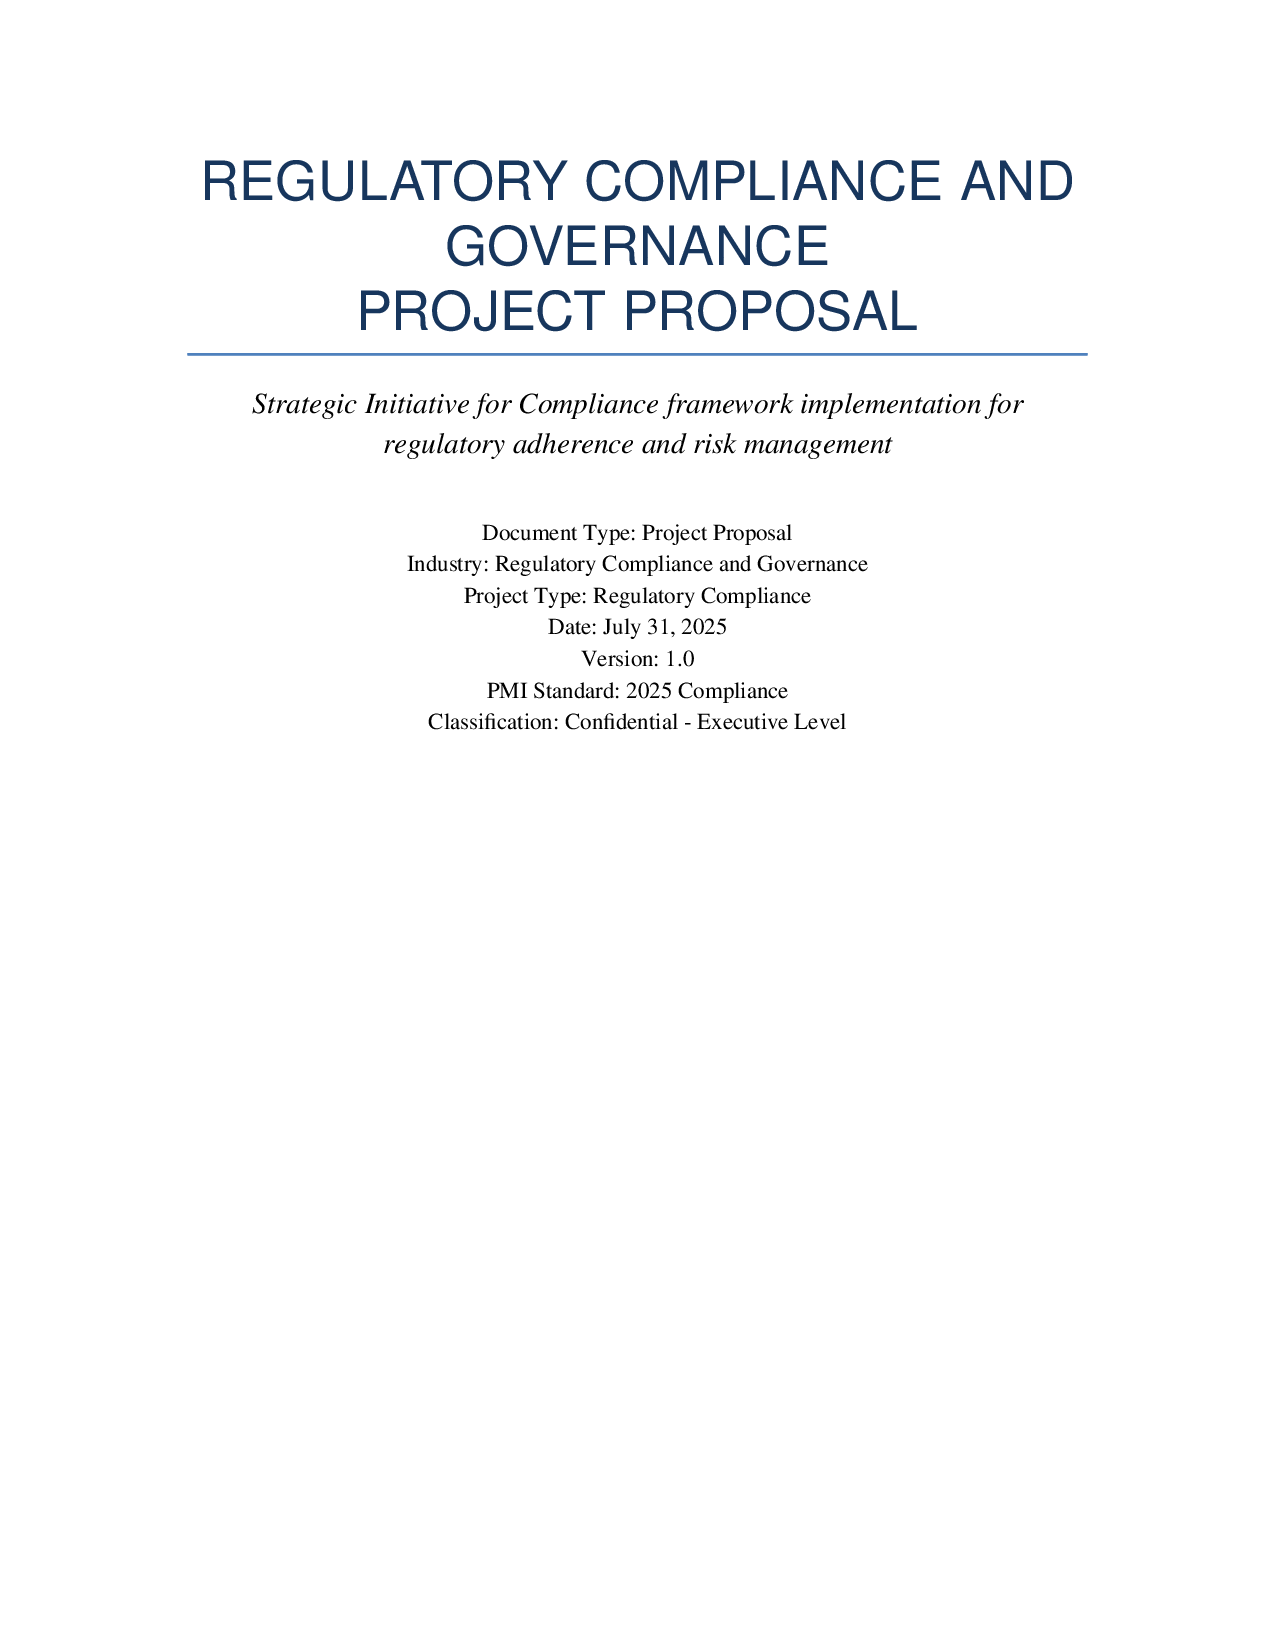 REGULATORY COMPLIANCE AND
GOVERNANCE
PROJECT PROPOSAL
Strategic Initiative for Compliance framework implementation for
regulatory adherence and risk management
Document Type: Project Proposal
Industry: Regulatory Compliance and Governance
Project Type: Regulatory Compliance
Date: July 31, 2025
Version: 1.0
PMI Standard: 2025 Compliance
Classification: Confidential - Executive Level